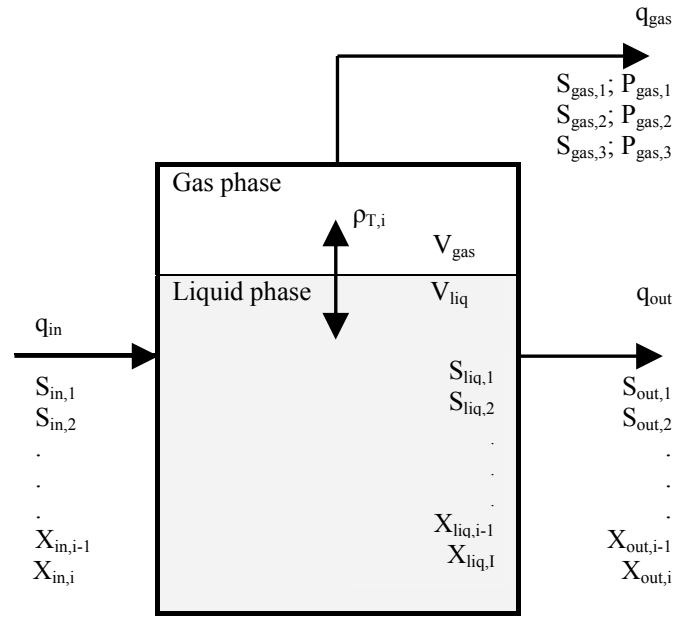 q_gas
S_gas,1; P_gas,1
S_gas,2; P_gas,2
S_gas,3; P_gas,3
Gas phase
ρ_T,i
V_gas
Liquid phase
V_liq
q_in
S_in,1
S_in,2
.
.
.
X_in,i-1
X_in,i
S_liq,1
S_liq,2
.
.
.
X_liq,i-1
X_liq,I
q_out
S_out,1
S_out,2
.
.
.
X_out,i-1
X_out,i